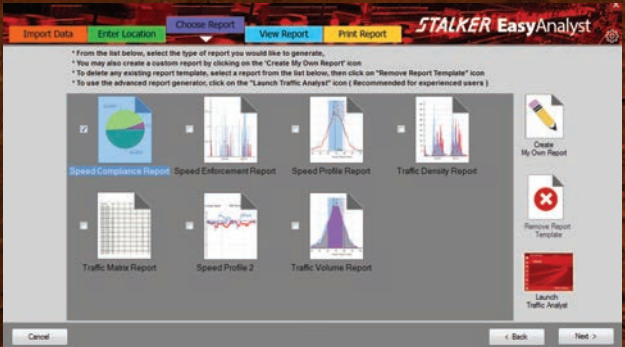 Import Data
Enter Location
Choose Report
View Report
Print Report
STALKER EasyAnalyst
* From the list below, select the type of report you would like to generate,
* You may also create a custom report by clicking on the 'Create My Own Report' icon
* To delete any existing report template, select a report from the list below, then click on "Remove Report Template" icon
* To use the advanced report generator, click on the "Launch Traffic Analyst" icon ( Recommended for experienced users )
Speed Compliance Report
Speed Enforcement Report
Speed Profile Report
Traffic Density Report
Create
My Own Report
Traffic Matrix Report
Speed Profile 2
Traffic Volume Report
Remove Report
Template
Launch
Traffic Analyst
Cancel
< Back
Next >